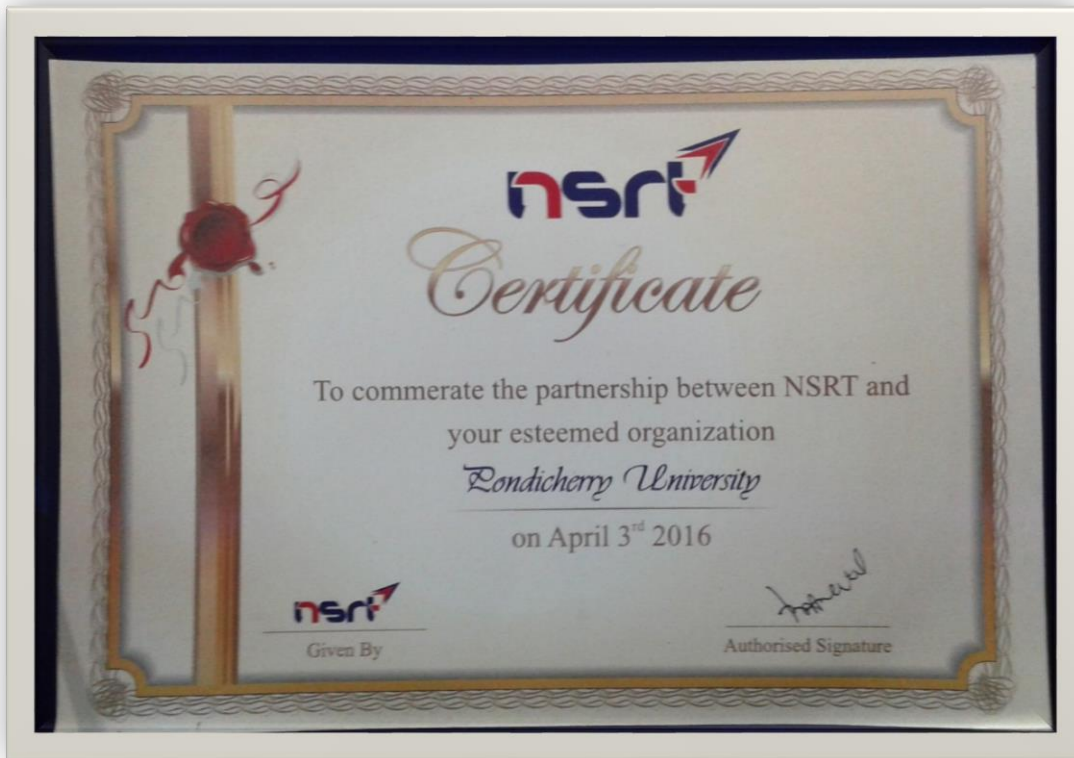 nsrt
Certificate
To commerate the partnership between NSRT and
your esteemed organization
Pondicherry University
on April 3rd 2016
nsrt
Given By
Authorised Signature